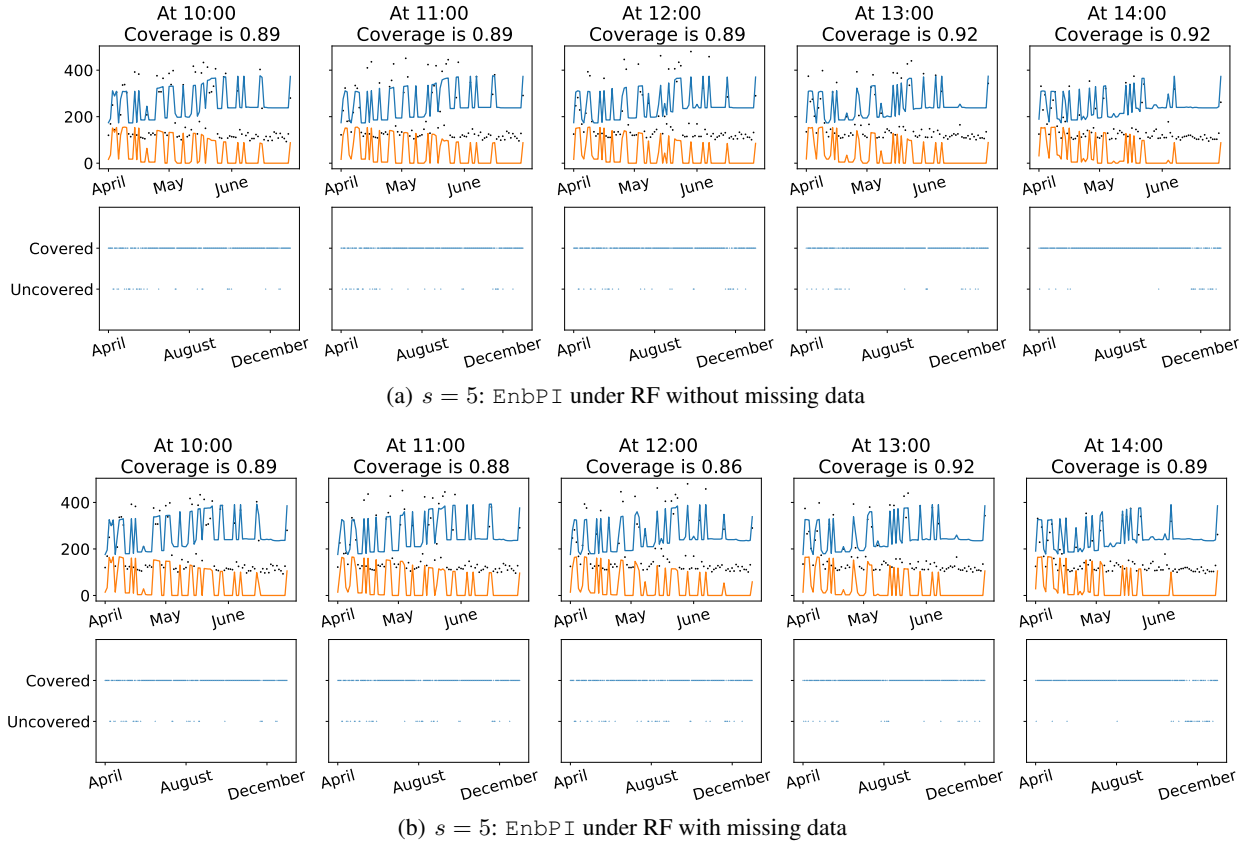 At 10:00
Coverage is 0.89
At 11:00
Coverage is 0.89
At 12:00
Coverage is 0.89
At 13:00
Coverage is 0.92
At 14:00
Coverage is 0.92
400
200
0
April May June
April May June
April May June
April May June
April May June
Covered
Uncovered
April August December
April August December
April August December
April August December
April August December
(a) s = 5: EnbPI under RF without missing data
At 10:00
Coverage is 0.89
At 11:00
Coverage is 0.88
At 12:00
Coverage is 0.86
At 13:00
Coverage is 0.92
At 14:00
Coverage is 0.89
400
200
0
April May June
April May June
April May June
April May June
April May June
Covered
Uncovered
April August December
April August December
April August December
April August December
April August December
(b) s = 5: EnbPI under RF with missing data